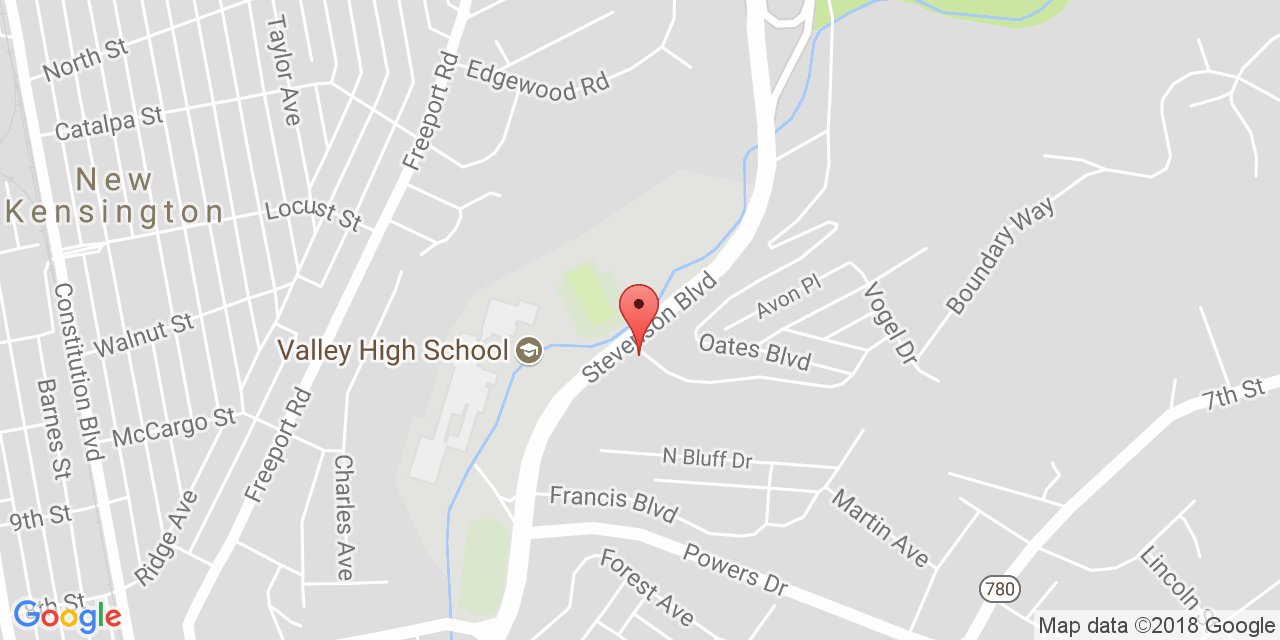 North St
Taylor Ave
Edgewood Rd
Freeport Rd
Catalpa St
New
Kensington
Locust St
Boundary Way
Constitution Blvd
Walnut St
Stevenson Blvd
Avon Pl
Vogel Dr
Valley High School
Oates Blvd
Barnes St
McCargo St
Freeport Rd
7th St
N Bluff Dr
Charles Ave
Francis Blvd
Martin Ave
9th St
Ridge Ave
Powers Dr
Forest Ave
Lincoln
780
8th St
Google
Map data ©2018 Google